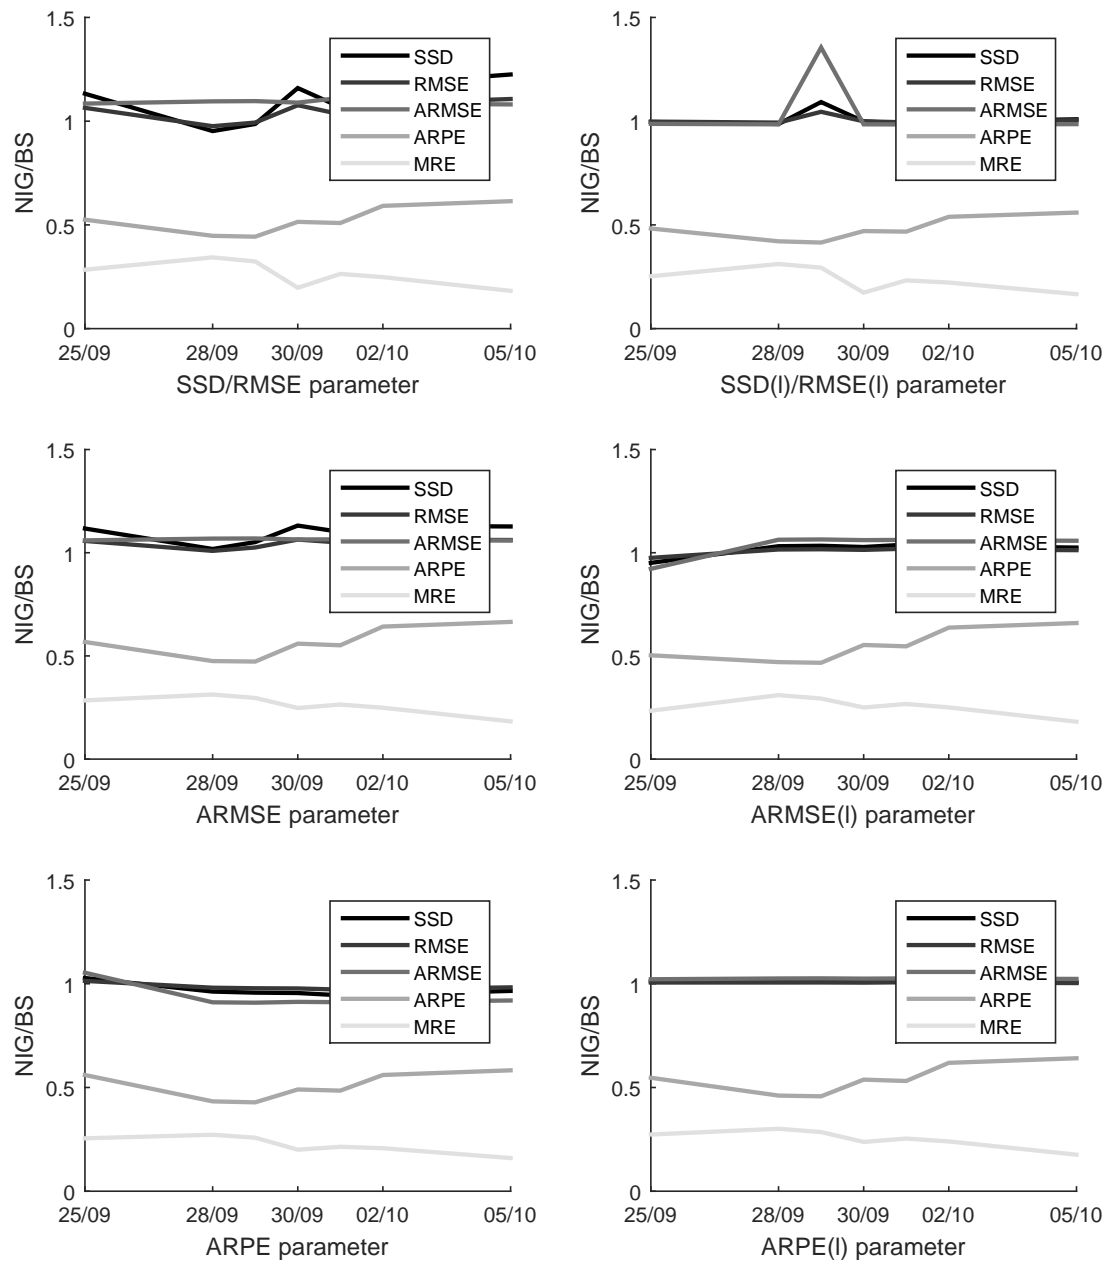 1.5
1
0.5
0
NIG/BS
SSD
RMSE
ARMSE
ARPE
MRE
25/09 28/09 30/09 02/10 05/10
SSD/RMSE parameter
1.5
1
0.5
0
NIG/BS
SSD
RMSE
ARMSE
ARPE
MRE
25/09 28/09 30/09 02/10 05/10
SSD(l)/RMSE(l) parameter
1.5
1
0.5
0
NIG/BS
SSD
RMSE
ARMSE
ARPE
MRE
25/09 28/09 30/09 02/10 05/10
ARMSE parameter
1.5
1
0.5
0
NIG/BS
SSD
RMSE
ARMSE
ARPE
MRE
25/09 28/09 30/09 02/10 05/10
ARMSE(l) parameter
1.5
1
0.5
0
NIG/BS
SSD
RMSE
ARMSE
ARPE
MRE
25/09 28/09 30/09 02/10 05/10
ARPE parameter
1.5
1
0.5
0
NIG/BS
SSD
RMSE
ARMSE
ARPE
MRE
25/09 28/09 30/09 02/10 05/10
ARPE(l) parameter